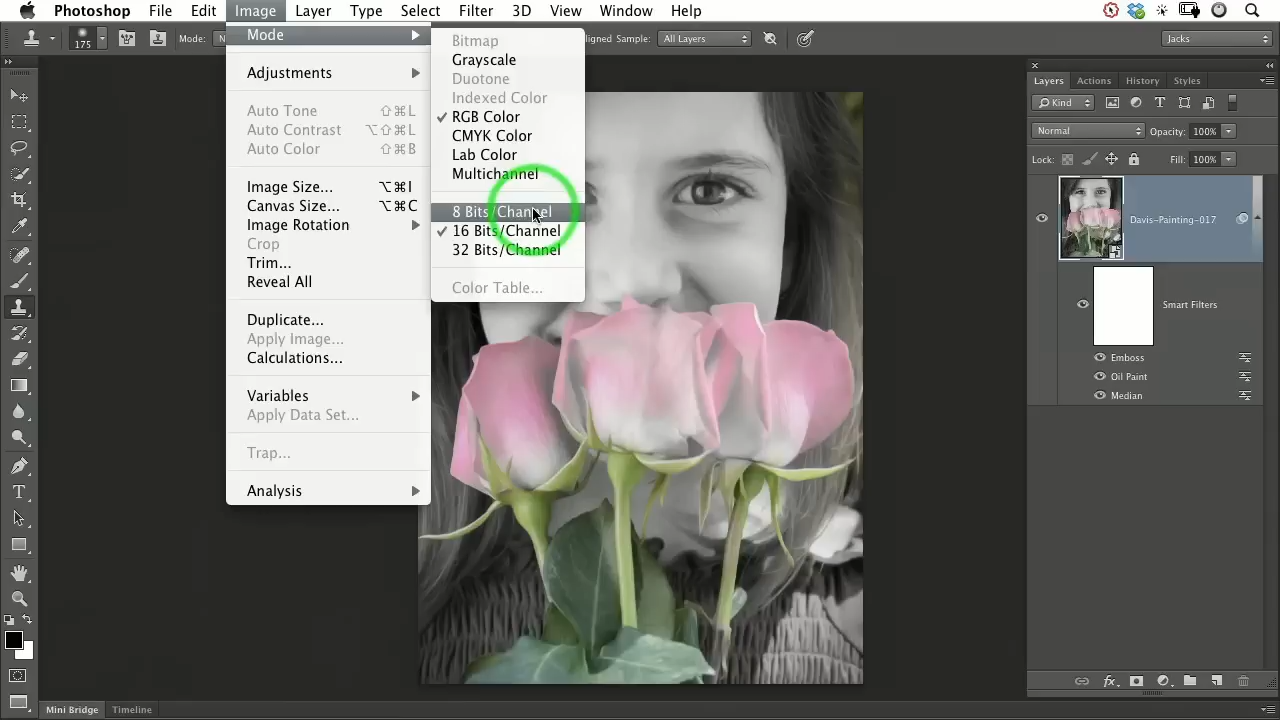 Photoshop File Edit Image Layer Type Select Filter 3D View Window Help
175 Mode: ligned Sample: All Layers Jacks
Mode
Adjustments
Auto Tone ⇧⌘L
Auto Contrast ⌥⇧⌘L
Auto Color ⇧⌘B
Image Size... ⌥⌘I
Canvas Size... ⌥⌘C
Image Rotation
Crop
Trim...
Reveal All
Duplicate...
Apply Image...
Calculations...
Variables
Apply Data Set...
Trap...
Analysis
Bitmap
Grayscale
Duotone
Indexed Color
✓ RGB Color
CMYK Color
Lab Color
Multichannel
8 Bits/Channel
✓ 16 Bits/Channel
32 Bits/Channel
Color Table...
Layers Actions History Styles
Kind
Normal Opacity: 100%
Lock: Fill: 100%
Davis-Painting-017
Smart Filters
Emboss
Oil Paint
Median
Mini Bridge Timeline